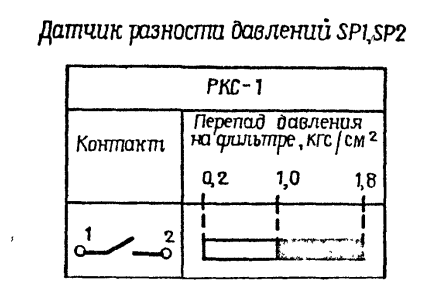 Датчик разности давлений SP1,SP2
РКС-1
Контакт
Перепад давления
на фильтре, кгс/см²
0,2 1,0 1,8
1 2